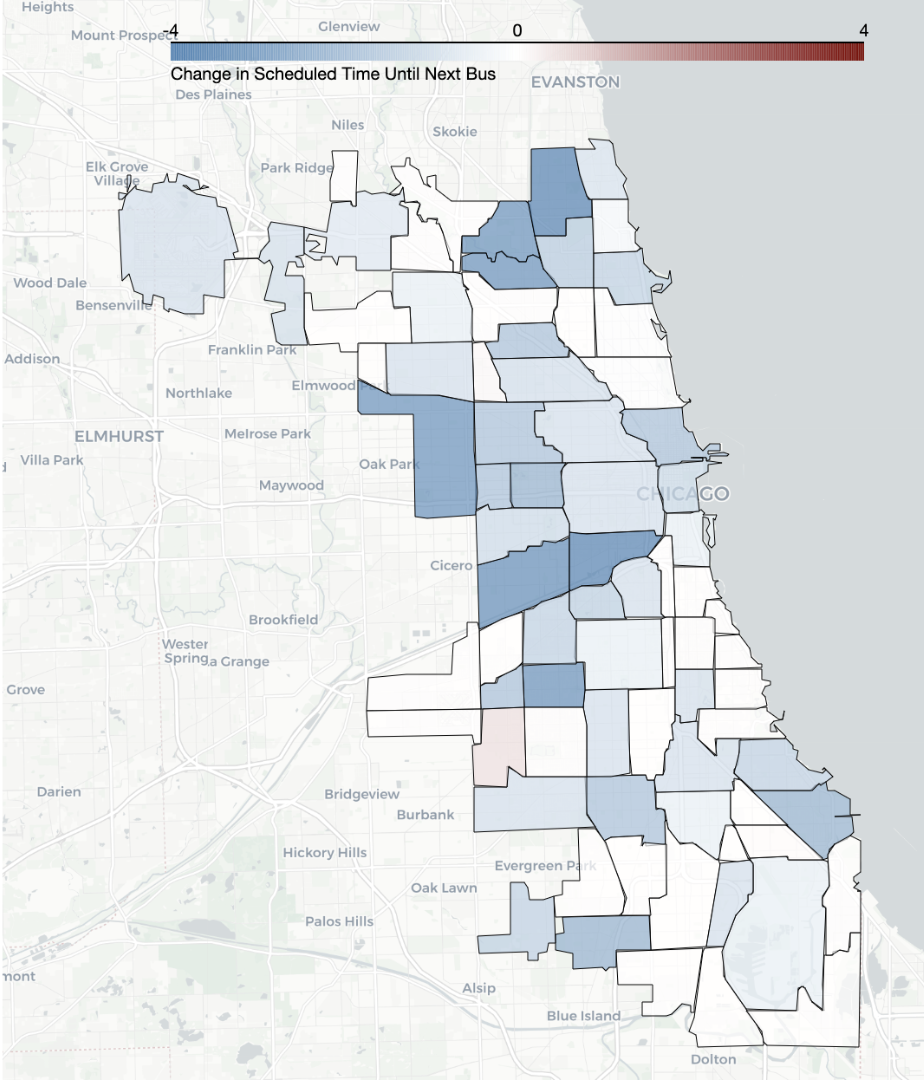 Heights
Glenview
Mount Prospect
-4 0 4
Change in Scheduled Time Until Next Bus
EVANSTON
Des Plaines
Niles
Skokie
Elk Grove
Village
Park Ridge
Wood Dale
Bensenville
Franklin Park
Addison
Elmwood Park
Northlake
ELMHURST
Melrose Park
Villa Park
Oak Park
Maywood
CHICAGO
Cicero
Brookfield
Wester
Spring
a Grange
Grove
Darien
Bridgeview
Burbank
Hickory Hills
Evergreen Park
Oak Lawn
Palos Hills
mont
Alsip
Blue Island
Dolton